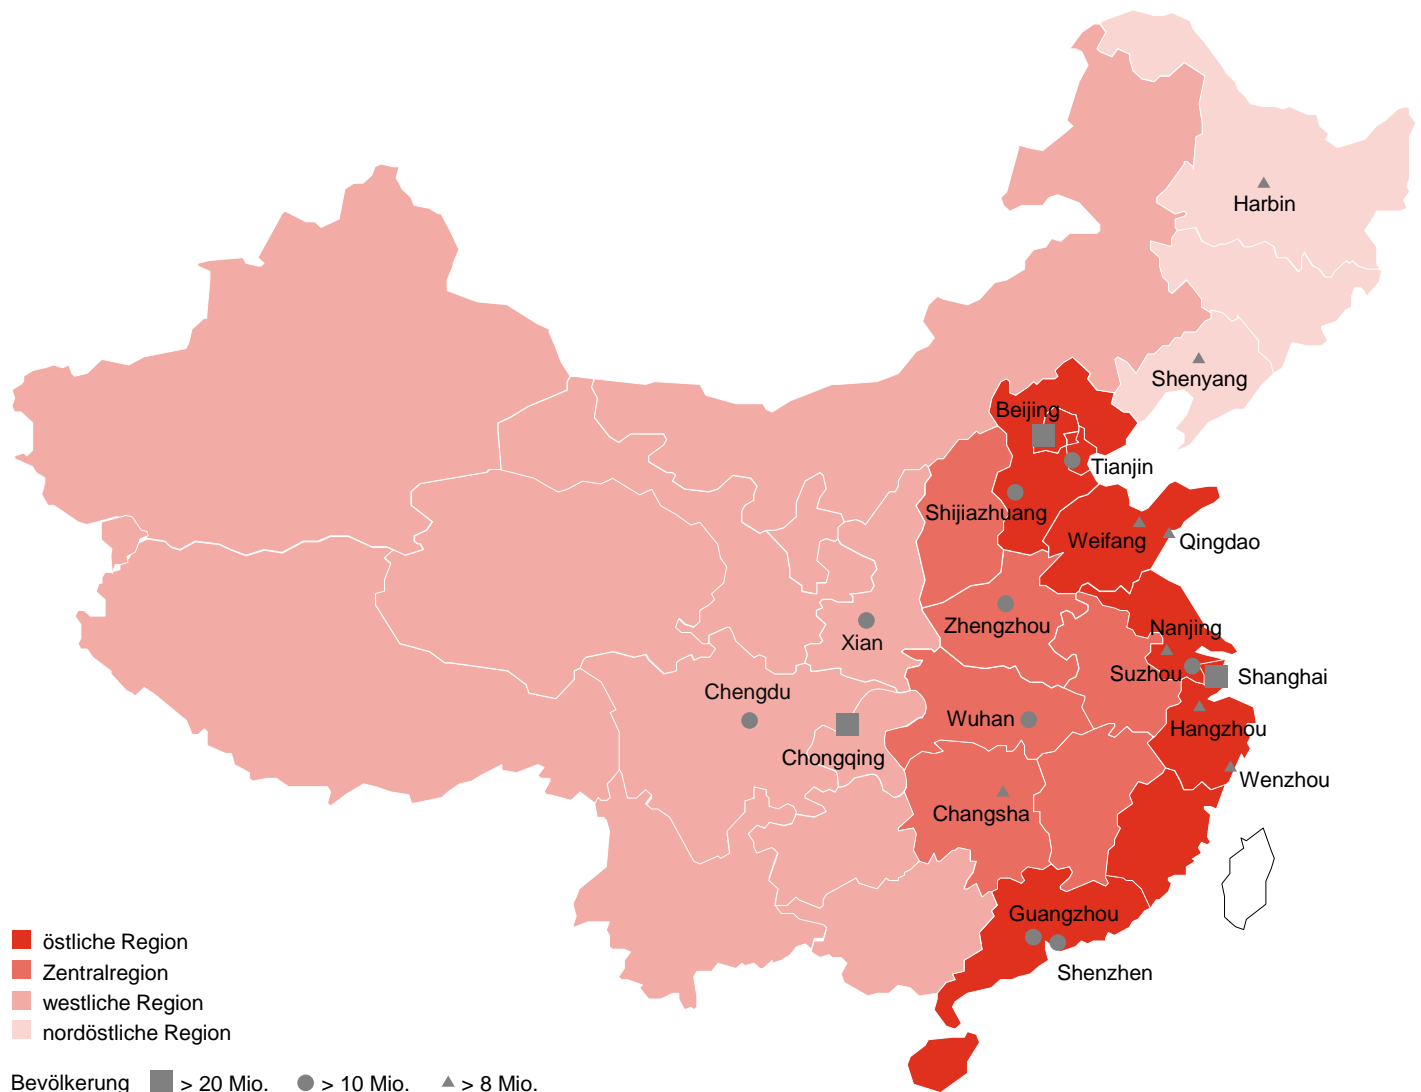 Harbin
Shenyang
Beijing
Tianjin
Shijiazhuang
Weifang
Qingdao
Zhengzhou
Xian
Nanjing
Suzhou
Shanghai
Chengdu
Wuhan
Hangzhou
Chongqing
Wenzhou
Changsha
Guangzhou
Shenzhen
östliche Region
Zentralregion
westliche Region
nordöstliche Region
Bevölkerung > 20 Mio. > 10 Mio. > 8 Mio.